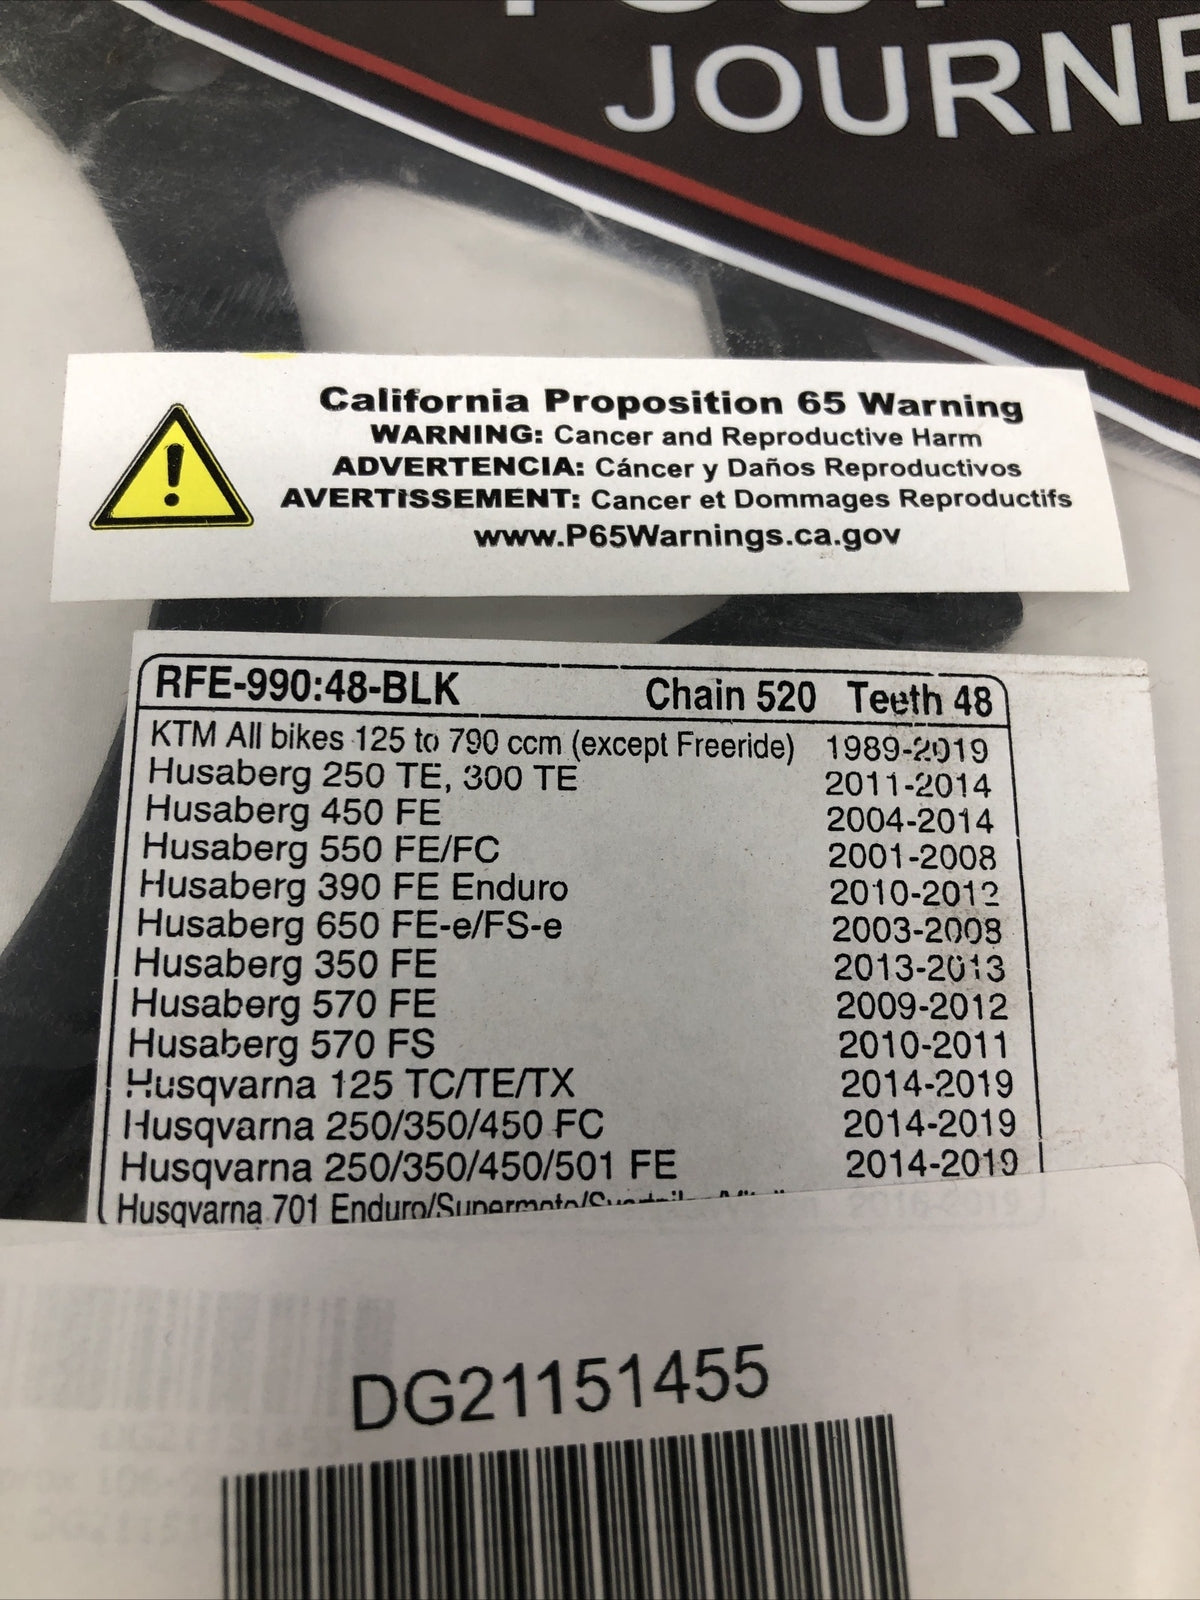 JOURNE
California Proposition 65 Warning
WARNING: Cancer and Reproductive Harm
ADVERTENCIA: Cáncer y Daños Reproductivos
AVERTISSEMENT: Cancer et Dommages Reproductifs
www.P65Warnings.ca.gov
RFE-990:48-BLK Chain 520 Teeth 48
KTM All bikes 125 to 790 ccm (except Freeride) 1989-2019
Husaberg 250 TE, 300 TE 2011-2014
Husaberg 450 FE 2004-2014
Husaberg 550 FE/FC 2001-2008
Husaberg 390 FE Enduro 2010-2012
Husaberg 650 FE-e/FS-e 2003-2008
Husaberg 350 FE 2013-2013
Husaberg 570 FE 2009-2012
Husaberg 570 FS 2010-2011
Husqvarna 125 TC/TE/TX 2014-2019
Husqvarna 250/350/450 FC 2014-2019
Husqvarna 250/350/450/501 FE 2014-2019
Husqvarna 701 Enduro/Supermoto/
DG21151455